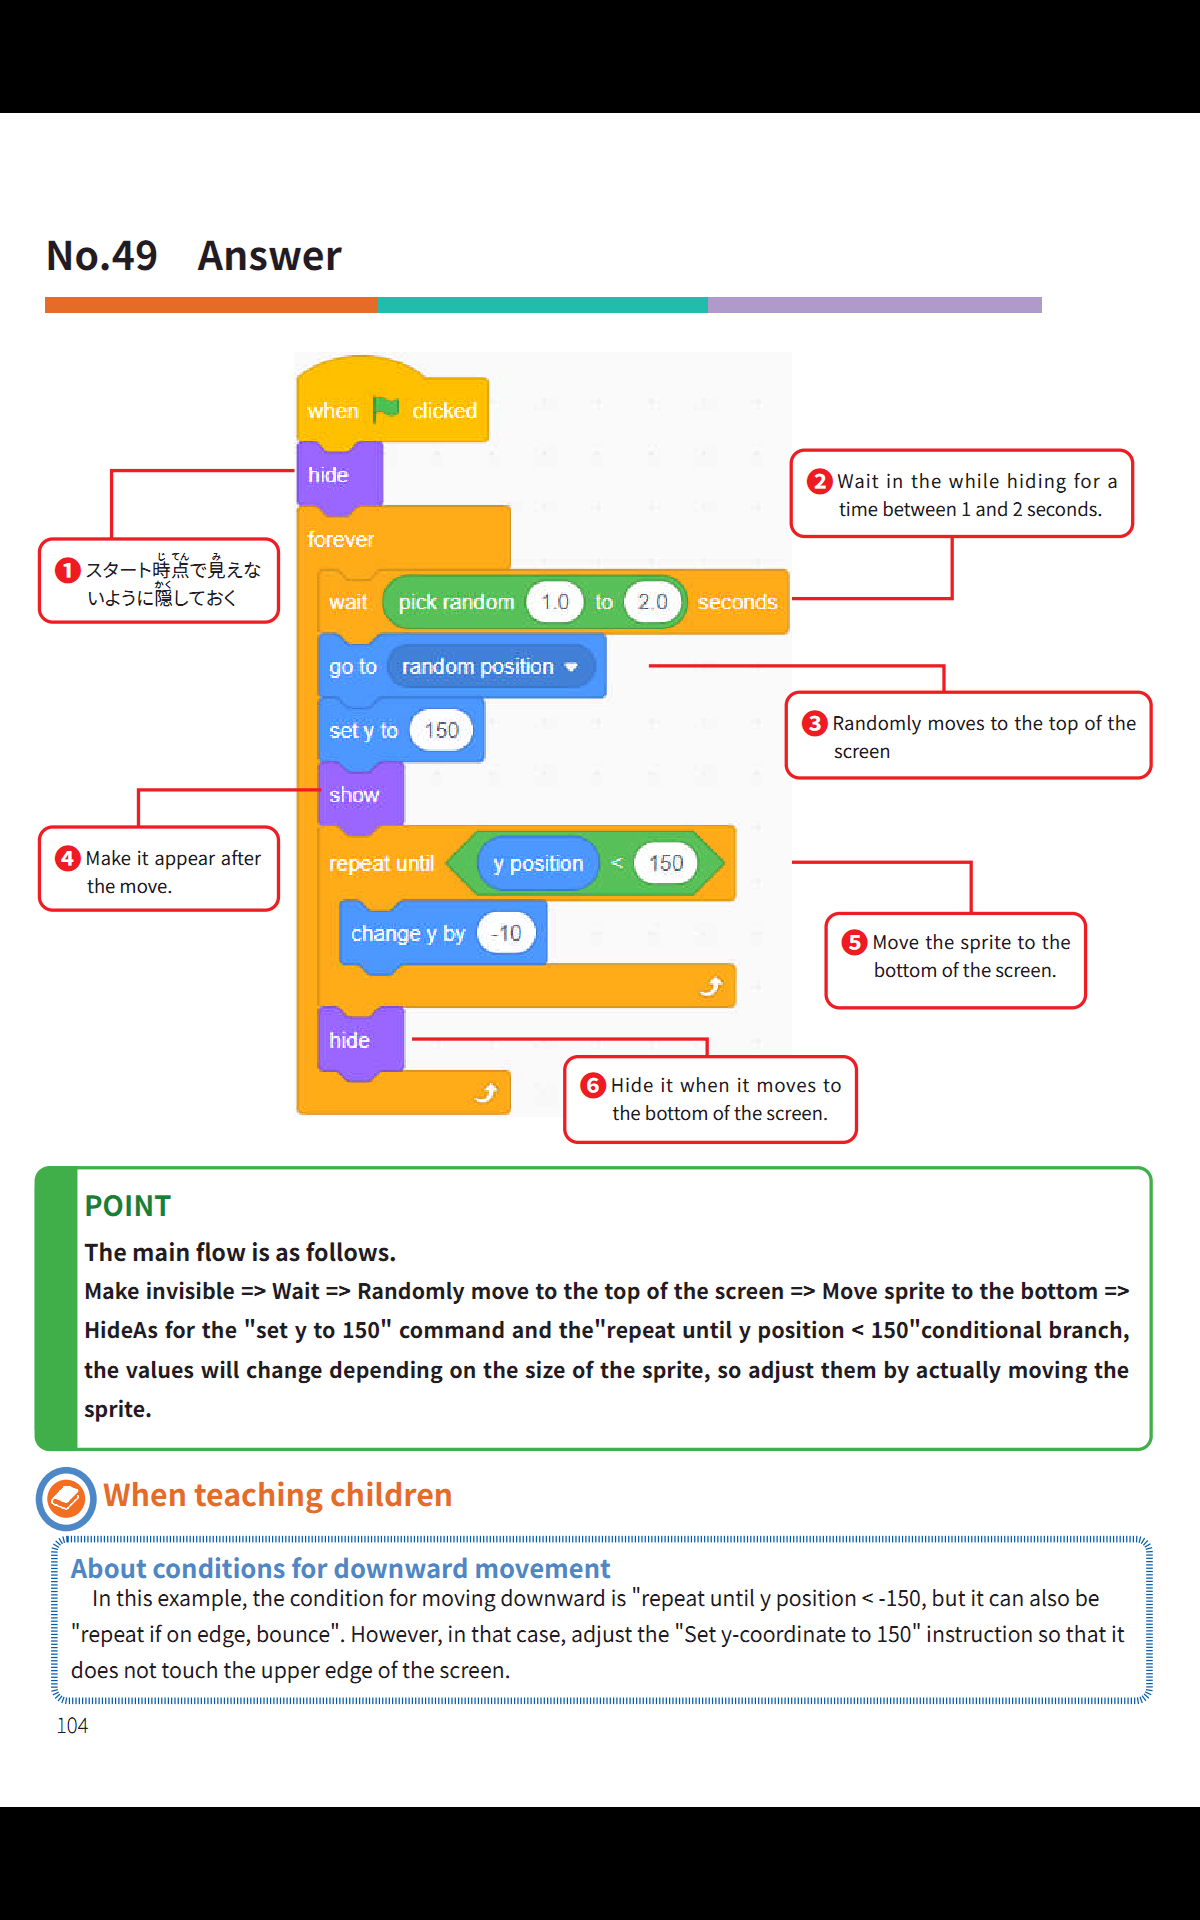 No.49 Answer
when clicked
hide
forever
wait pick random 1.0 to 2.0 seconds
go to random position
set y to 150
show
repeat until y position < 150
change y by -10
hide
1 スタート時点で見えな
いように隠しておく
じ てん み
かく
2 Wait in the while hiding for a
time between 1 and 2 seconds.
3 Randomly moves to the top of the
screen
4 Make it appear after
the move.
5 Move the sprite to the
bottom of the screen.
6 Hide it when it moves to
the bottom of the screen.
POINT
The main flow is as follows.
Make invisible => Wait => Randomly move to the top of the screen => Move sprite to the bottom =>
HideAs for the "set y to 150" command and the"repeat until y position < 150"conditional branch,
the values will change depending on the size of the sprite, so adjust them by actually moving the
sprite.
When teaching children
About conditions for downward movement
In this example, the condition for moving downward is "repeat until y position < -150, but it can also be
"repeat if on edge, bounce". However, in that case, adjust the "Set y-coordinate to 150" instruction so that it
does not touch the upper edge of the screen.
104